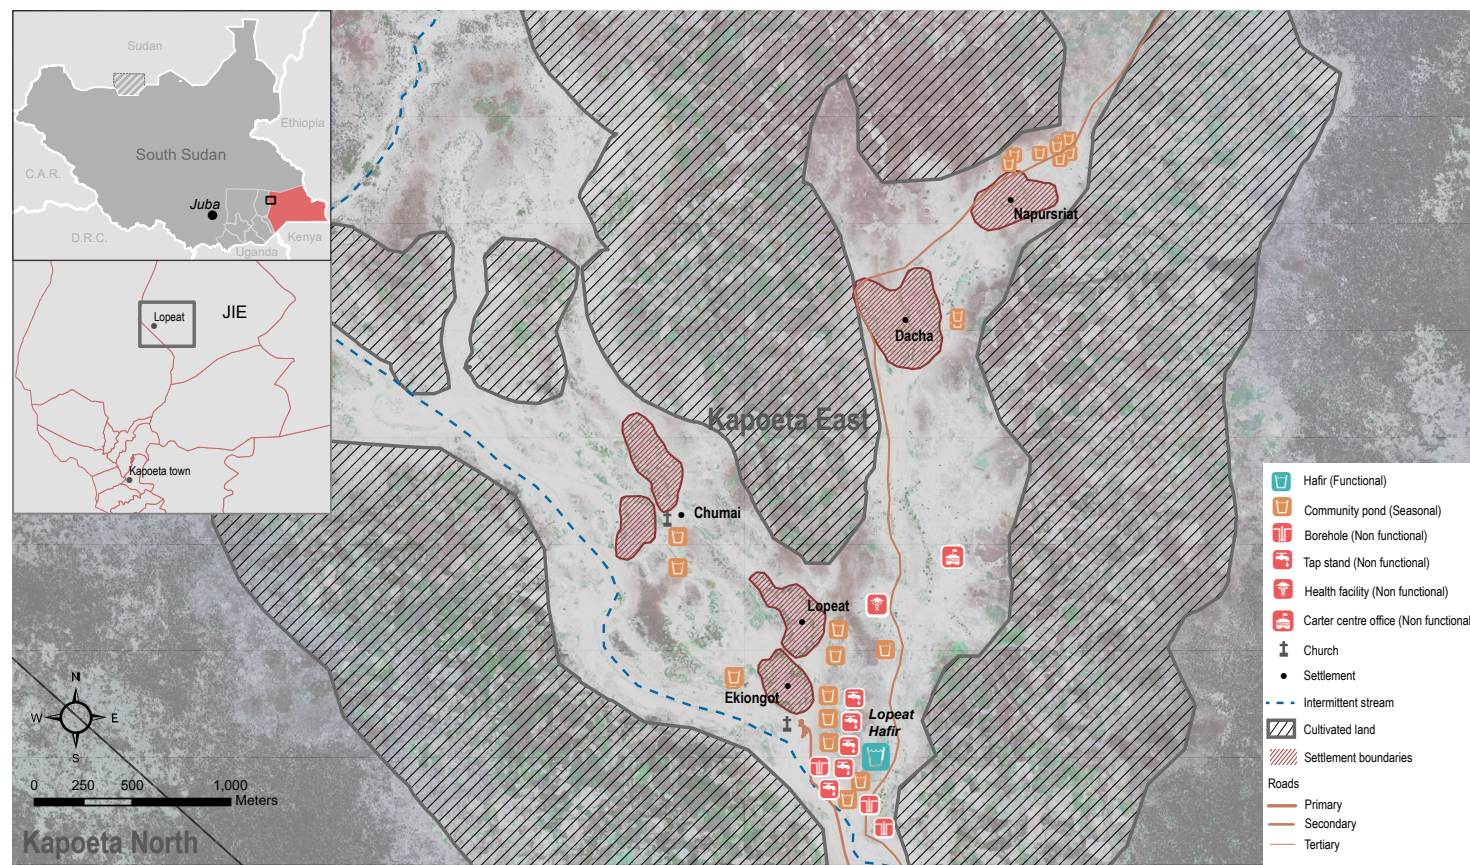 Sudan
Ethiopia
South Sudan
C.A.R.
Juba
D.R.C.
Kenya
Uganda
JIE
Lopeat
Kapoeta town
Napursriat
Dacha
Kapoeta East
Chumai
Lopeat
Ekiongot
Lopeat
Hafir
NGO
N
W
E
S
0 250 500 1,000
Meters
Kapoeta North
Hafir (Functional)
Community pond (Seasonal)
Borehole (Non functional)
Tap stand (Non functional)
Health facility (Non functional)
NGO
Carter centre office (Non functional
Church
Settlement
Intermittent stream
Cultivated land
Settlement boundaries
Roads
Primary
Secondary
Tertiary